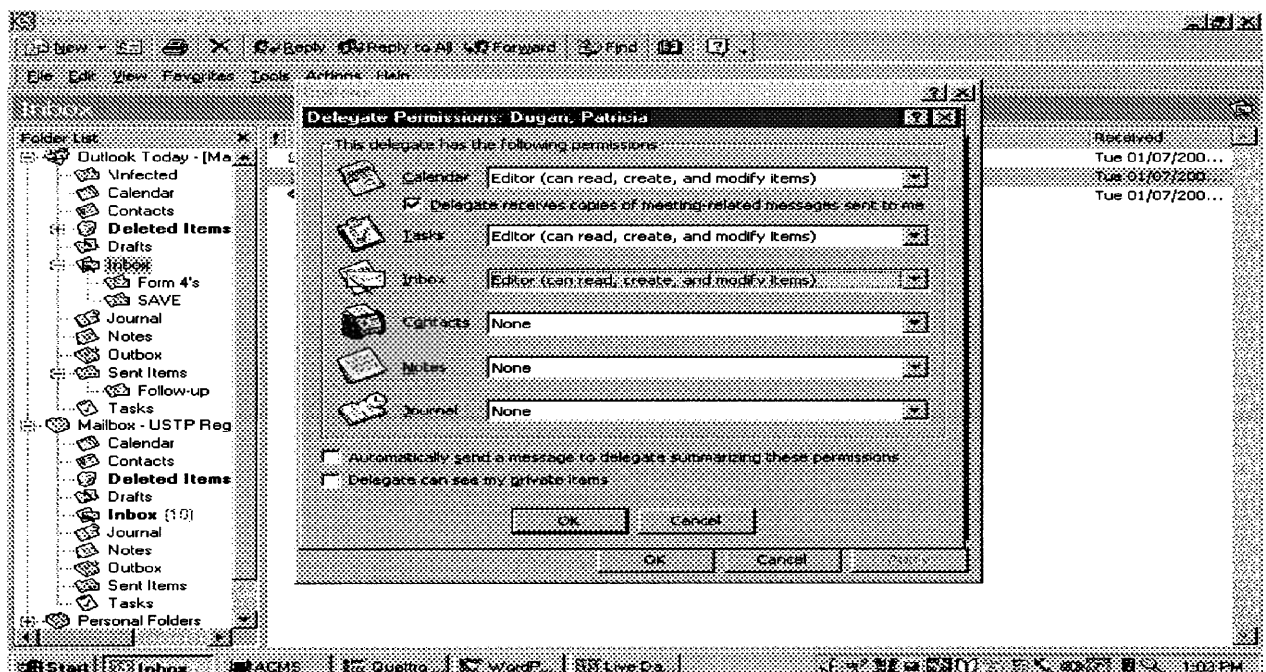 New Reply Reply to All Forward Find
File Edit View Favorites Tools Actions Help
Inbox
Folder List
Outlook Today - [Ma
\Infected
Calendar
Contacts
Deleted Items
Drafts
Inbox
Form 4's
SAVE
Journal
Notes
Outbox
Sent Items
Follow-up
Tasks
Mailbox - USTP Reg
Calendar
Contacts
Deleted Items
Drafts
Inbox (10)
Journal
Notes
Outbox
Sent Items
Tasks
Personal Folders
Received
Tue 01/07/200...
Tue 01/07/200...
Tue 01/07/200...
Delegate Permissions: Dugan, Patricia
This delegate has the following permissions
Calendar Editor (can read, create, and modify items)
Delegate receives copies of meeting-related messages sent to me
Tasks Editor (can read, create, and modify items)
Inbox Editor (can read, create, and modify items)
Contacts None
Notes None
Journal None
Automatically send a message to delegate summarizing these permissions
Delegate can see my private items
OK Cancel
OK Cancel
Start Inbox ACMS Quattro... WordP... Live Da... 1:03 PM